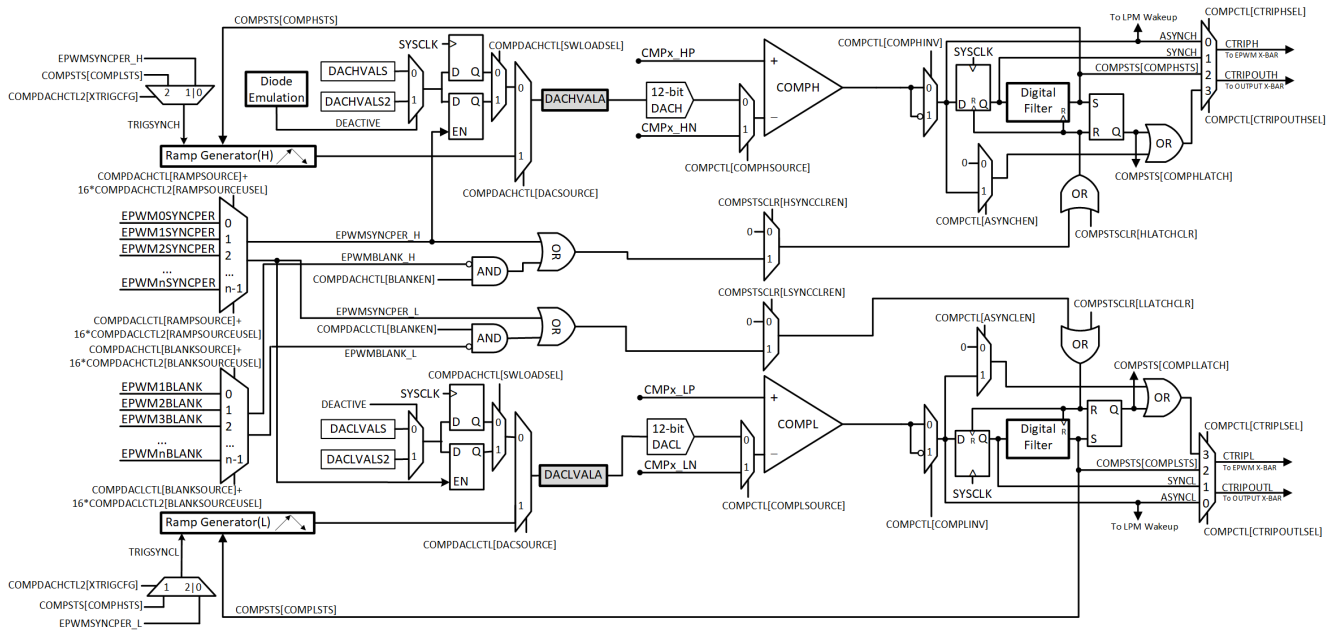 COMPSTS[COMPHSTS]
EPWMSYNCPER_H
COMPSTS[COMPLSTS]
COMPDACHCTL2[XTRIGCFG]
2 1|0
TRIGSYNCH
Ramp Generator(H)
Diode
Emulation
DEACTIVE
DACHVALS
DACHVALS2
0
1
SYSCLK
D Q
D Q
EN
COMPDACHCTL[SWLOADSEL]
0
1
0
1
COMPDACHCTL[DACSOURCE]
DACHVALA
CMPx_HP
12-bit
DACH
CMPx_HN
0
1
COMPCTL[COMPHSOURCE]
+
COMPH
−
COMPCTL[COMPHINV]
0
1
To LPM Wakeup
ASYNCH
SYNCH
COMPSTS[COMPHSTS]
SYSCLK
D Q
R
Digital
Filter
R
S
R Q
OR
COMPSTS[COMPHLATCH]
0
0
1
COMPCTL[ASYNCHEN]
OR
COMPSTSCLR[HLATCHCLR]
COMPCTL[CTRIPHSEL]
0
1
2
3
CTRIPH
To EPWM X-BAR
CTRIPOUTH
To OUTPUT X-BAR
COMPCTL[CTRIPOUTHSEL]
COMPDACHCTL[RAMPSOURCE]+
16*COMPDACHCTL2[RAMPSOURCEUSEL]
EPWM0SYNCPER
EPWM1SYNCPER
EPWM2SYNCPER
...
EPWMnSYNCPER
0
1
2
...
n-1
COMPDACLCTL[RAMPSOURCE]+
16*COMPDACLCTL2[RAMPSOURCEUSEL]
EPWMSYNCPER_H
EPWMBLANK_H
COMPDACHCTL[BLANKEN]
AND
OR
COMPSTSCLR[HSYNCCLREN]
0
0
1
EPWMSYNCPER_L
COMPDACLCTL[BLANKEN]
EPWMBLANK_L
AND
OR
COMPSTSCLR[LSYNCCLREN]
0
0
1
COMPDACHCTL[BLANKSOURCE]+
16*COMPDACHCTL2[BLANKSOURCEUSEL]
EPWM1BLANK
EPWM2BLANK
EPWM3BLANK
...
EPWMnBLANK
0
1
2
...
n-1
COMPDACLCTL[BLANKSOURCE]+
16*COMPDACLCTL2[BLANKSOURCEUSEL]
DEACTIVE
DACLVALS
DACLVALS2
0
1
SYSCLK
D Q
D Q
EN
COMPDACHCTL[SWLOADSEL]
0
1
0
1
COMPDACLCTL[DACSOURCE]
DACLVALA
CMPx_LP
12-bit
DACL
CMPx_LN
0
1
COMPCTL[COMPLSOURCE]
+
COMPL
−
COMPCTL[COMPLINV]
0
1
COMPCTL[ASYNCLEN]
0
0
1
COMPSTSCLR[LLATCHCLR]
OR
COMPSTS[COMPLLATCH]
D Q
R
SYSCLK
Digital
Filter
R
R Q
S
OR
COMPSTS[COMPLSTS]
SYNCL
ASYNCL
To LPM Wakeup
COMPCTL[CTRIPLSEL]
3
2
1
0
CTRIPL
To EPWM X-BAR
CTRIPOUTL
To OUTPUT X-BAR
COMPCTL[CTRIPOUTLSEL]
Ramp Generator(L)
TRIGSYNCL
COMPDACHCTL2[XTRIGCFG]
1 2|0
COMPSTS[COMPHSTS]
EPWMSYNCPER_L
COMPSTS[COMPLSTS]